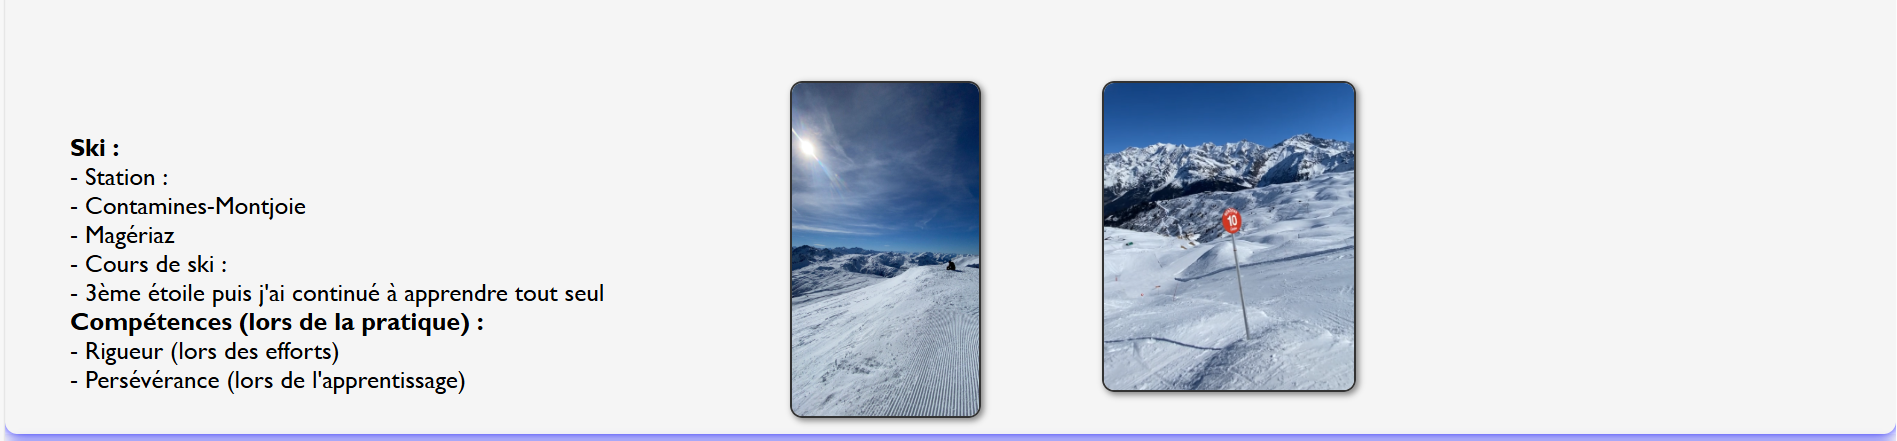 Ski :
- Station :
- Contamines-Montjoie
- Magériaz
- Cours de ski :
- 3ème étoile puis j'ai continué à apprendre tout seul
Compétences (lors de la pratique) :
- Rigueur (lors des efforts)
- Persévérance (lors de l'apprentissage)
10